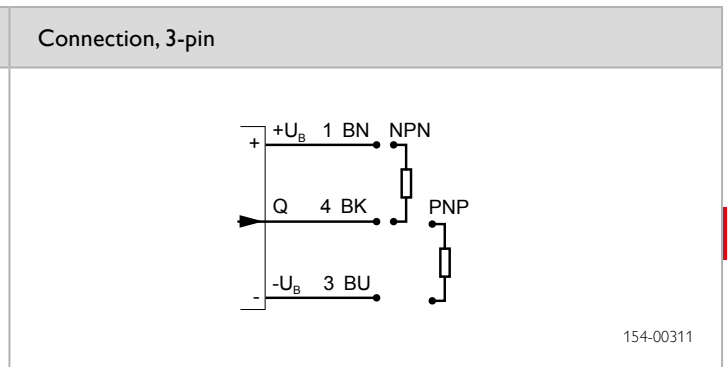 Connection, 3-pin
+U_B 1 BN NPN
+
Q 4 BK PNP
-U_B 3 BU
-
154-00311